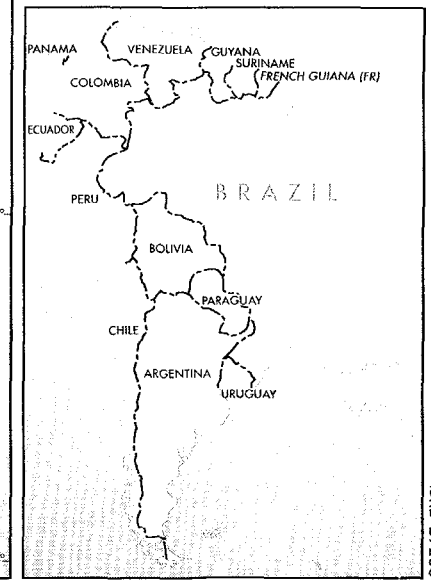 PANAMA
VENEZUELA
GUYANA
SURINAME
FRENCH GUIANA (FR)
COLOMBIA
ECUADOR
PERU
BRAZIL
BOLIVIA
PARAGUAY
CHILE
ARGENTINA
URUGUAY